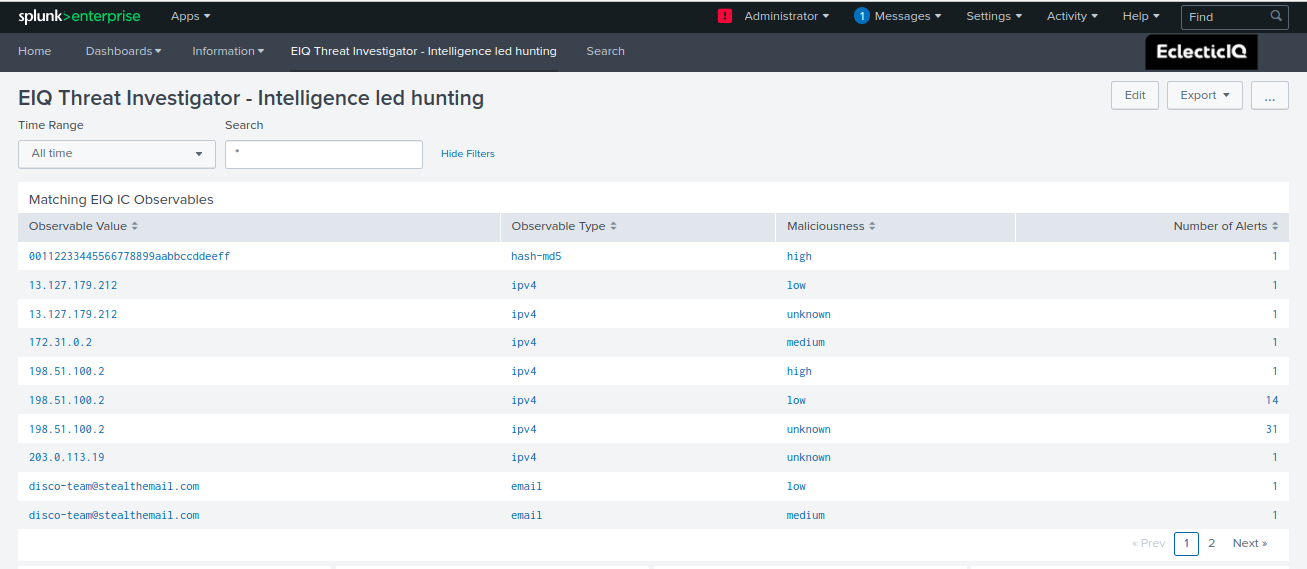 splunk>enterprise Apps ! Administrator 1 Messages Settings Activity Help Find
Home Dashboards Information EIQ Threat Investigator - Intelligence led hunting Search EclecticIQ
EIQ Threat Investigator - Intelligence led hunting Edit Export ...
Time Range Search
All time * Hide Filters
Matching EIQ IC Observables
Observable Value Observable Type Maliciousness Number of Alerts
00112233445566778899aabbccddeeff hash-md5 high 1
13.127.179.212 ipv4 low 1
13.127.179.212 ipv4 unknown 1
172.31.0.2 ipv4 medium 1
198.51.100.2 ipv4 high 1
198.51.100.2 ipv4 low 14
198.51.100.2 ipv4 unknown 31
203.0.113.19 ipv4 unknown 1
disco-team@stealthemail.com email low 1
disco-team@stealthemail.com email medium 1
« Prev 1 2 Next »